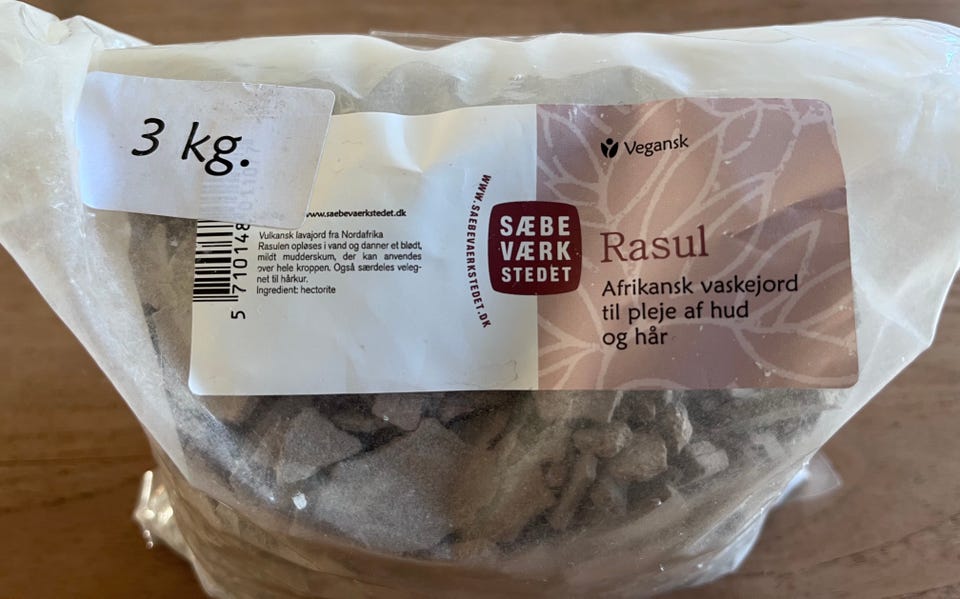 3 kg.
www.saebevaerkstedet.dk
Vulkansk lavajord fra Nordafrika
Rasulen opløses i vand og danner et blødt,
mildt mudderskum, der kan anvendes
over hele kroppen. Også særdeles veleg-
net til hårkur.
Ingredient: hectorite
5 710148
WWW.SAEBEVAERKSTEDET.DK
SÆBE
VÆRK
STEDET
Vegansk
Rasul
Afrikansk vaskejord
til pleje af hud
og hår